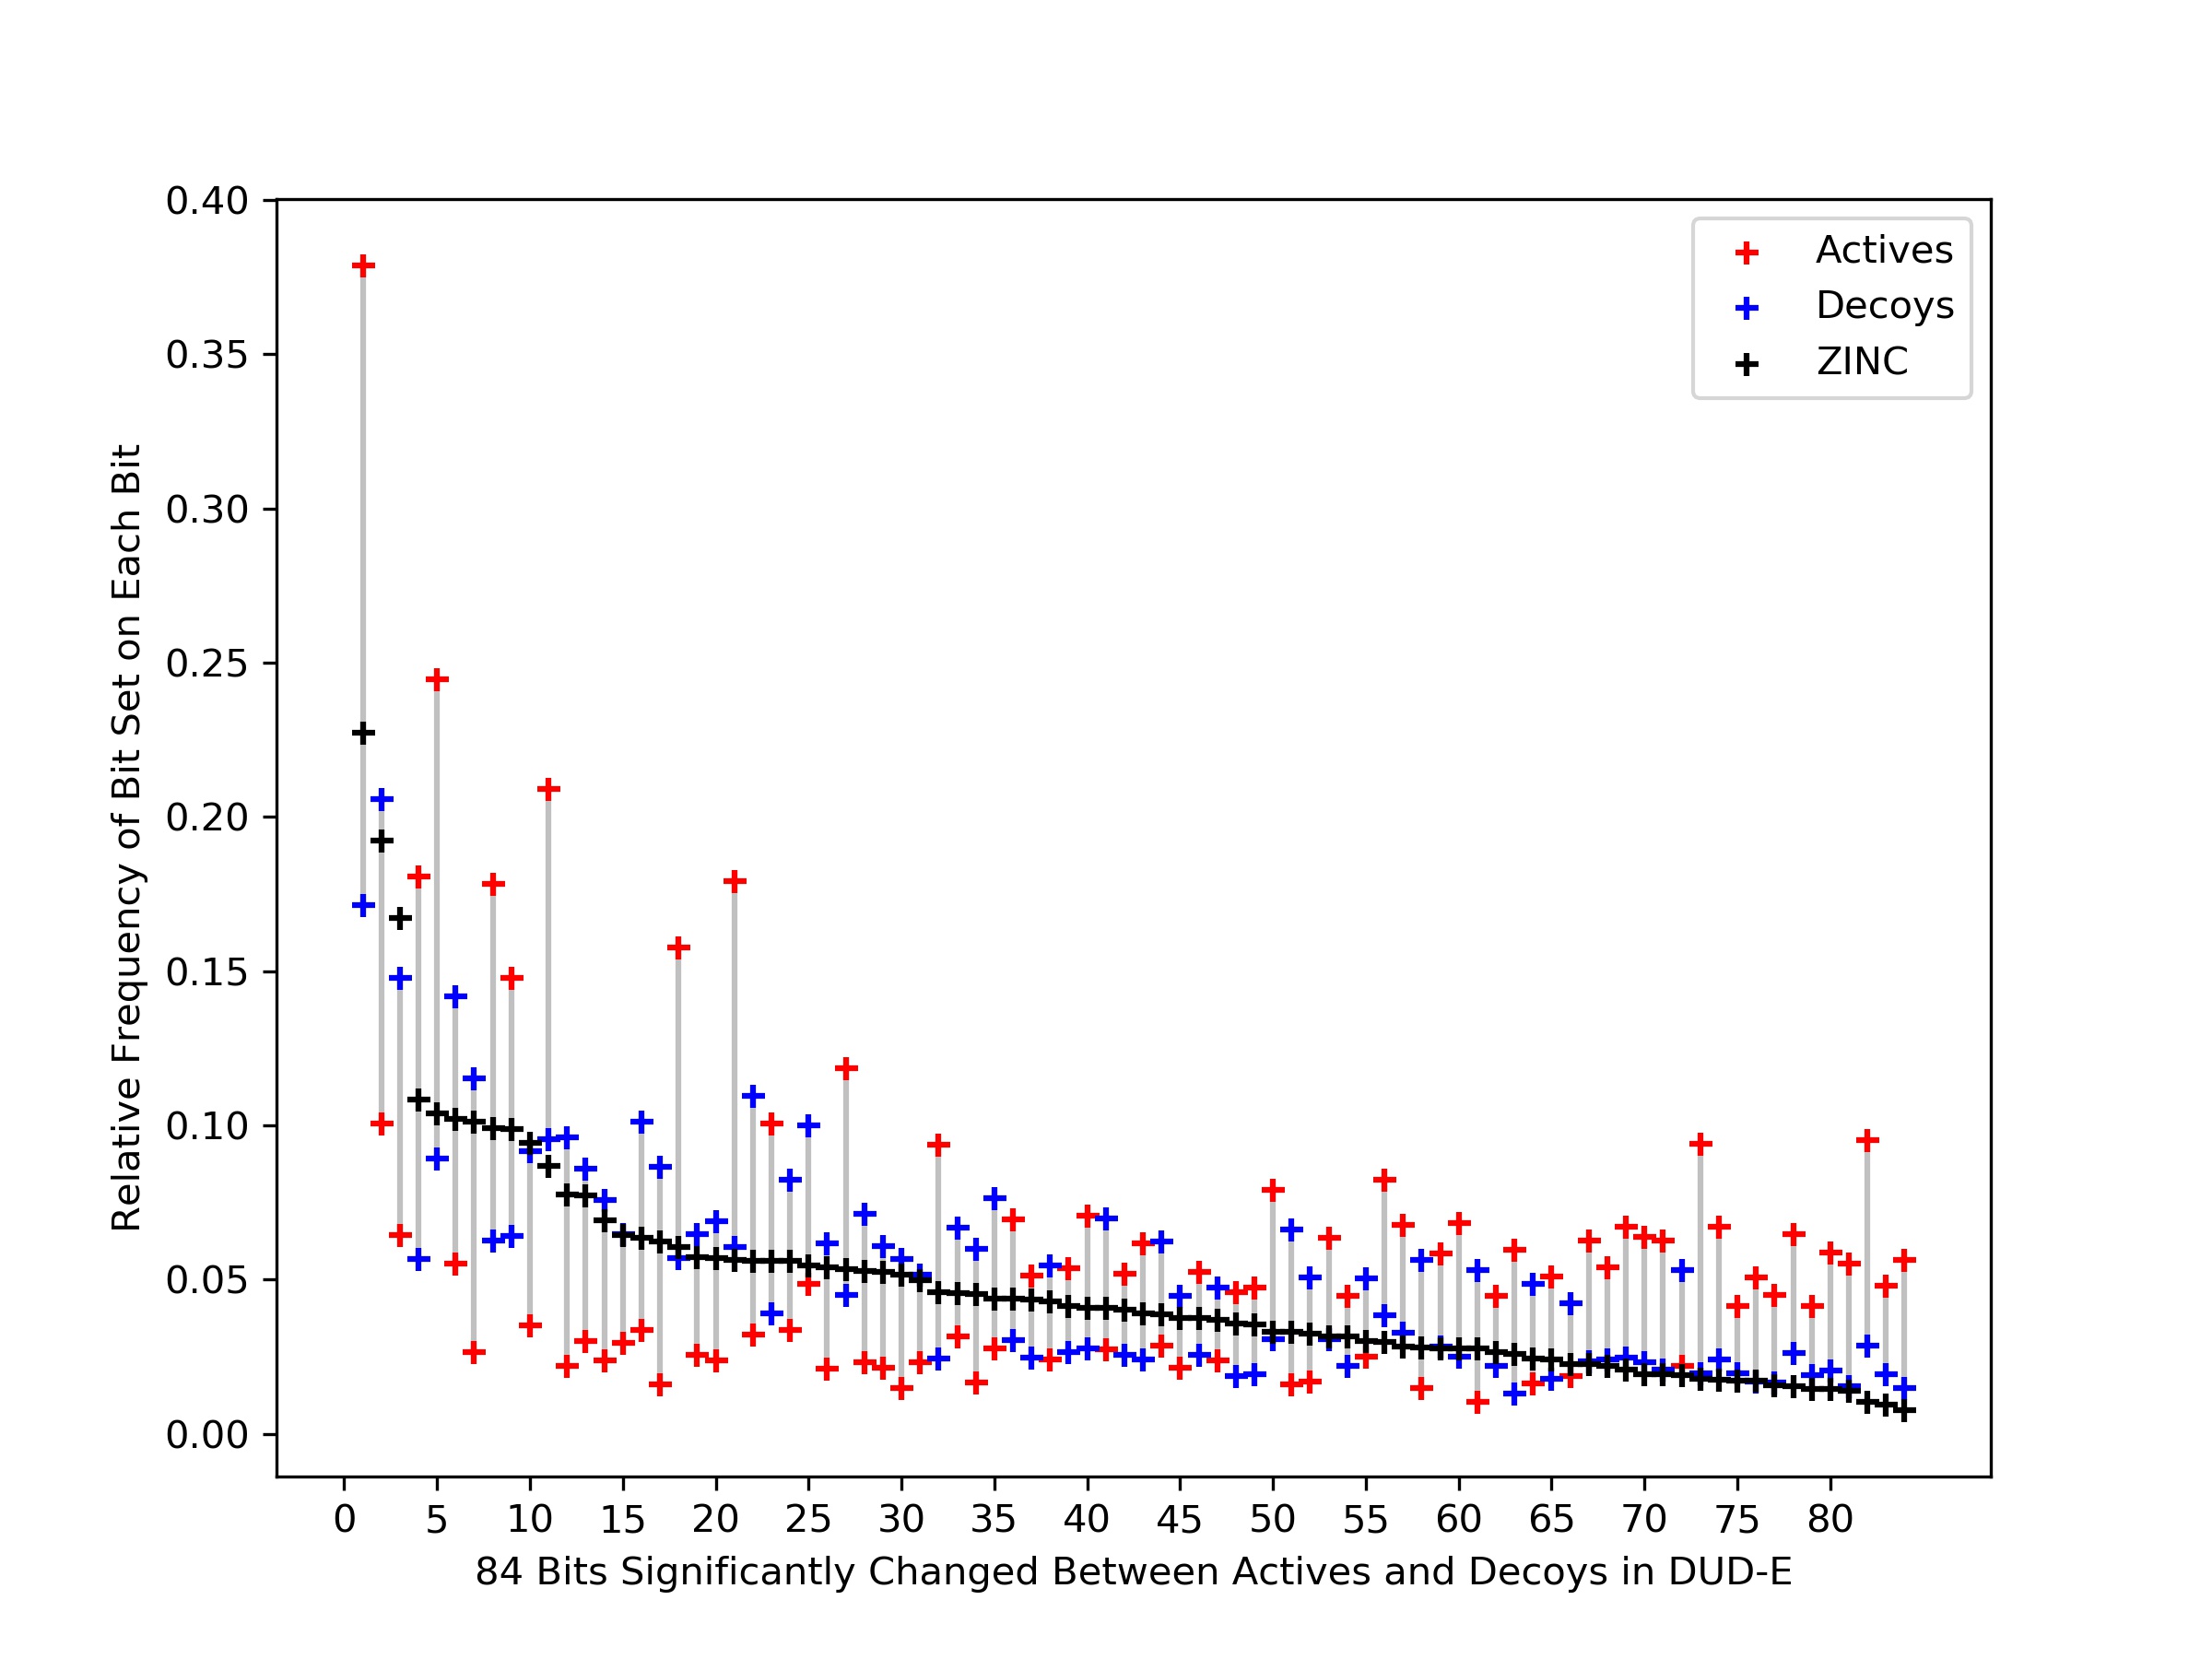 0.40
0.35
0.30
0.25
0.20
0.15
0.10
0.05
0.00
Relative Frequency of Bit Set on Each Bit
Actives
Decoys
ZINC
0 5 10 15 20 25 30 35 40 45 50 55 60 65 70 75 80
84 Bits Significantly Changed Between Actives and Decoys in DUD-E